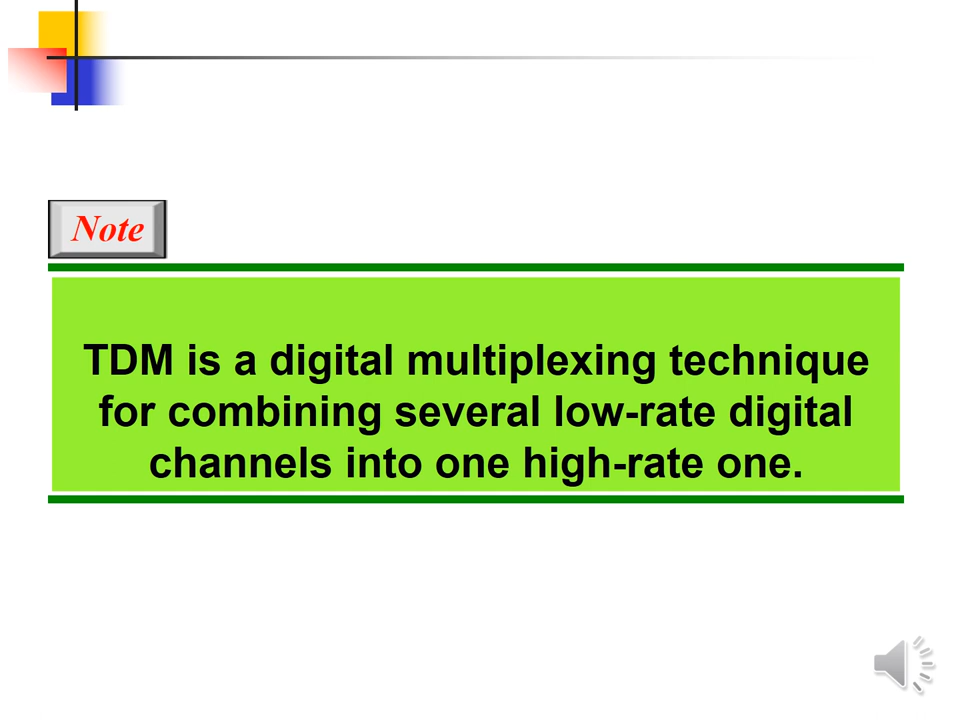 Note
TDM is a digital multiplexing technique
for combining several low-rate digital
channels into one high-rate one.